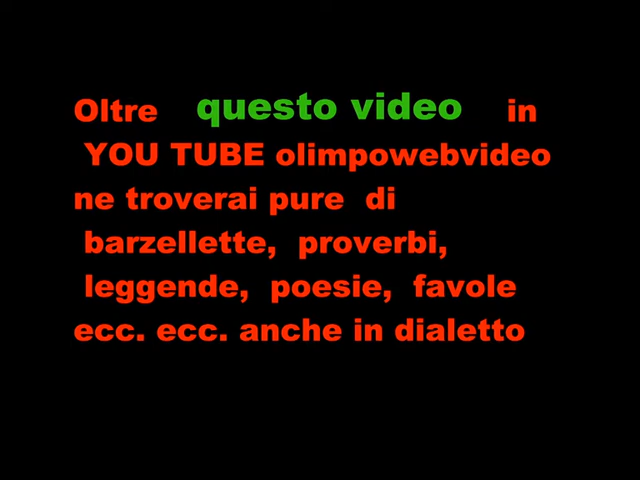 Oltre questo video in
YOU TUBE olimpowebvideo
ne troverai pure di
barzellette, proverbi,
leggende, poesie, favole
ecc. ecc. anche in dialetto